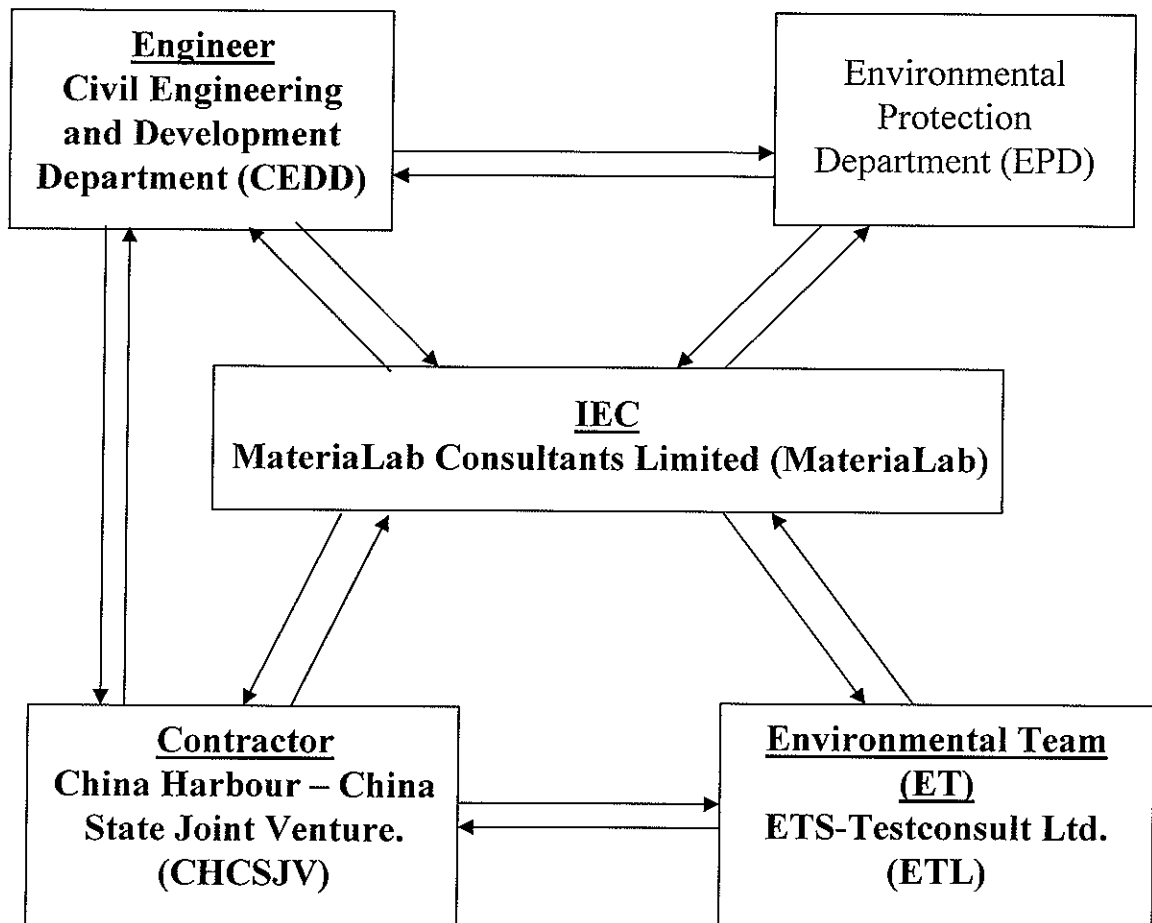 Engineer
Civil Engineering
and Development
Department (CEDD)
Environmental
Protection
Department (EPD)
IEC
MateriaLab Consultants Limited (MateriaLab)
Contractor
China Harbour – China
State Joint Venture.
(CHCSJV)
Environmental Team
(ET)
ETS-Testconsult Ltd.
(ETL)